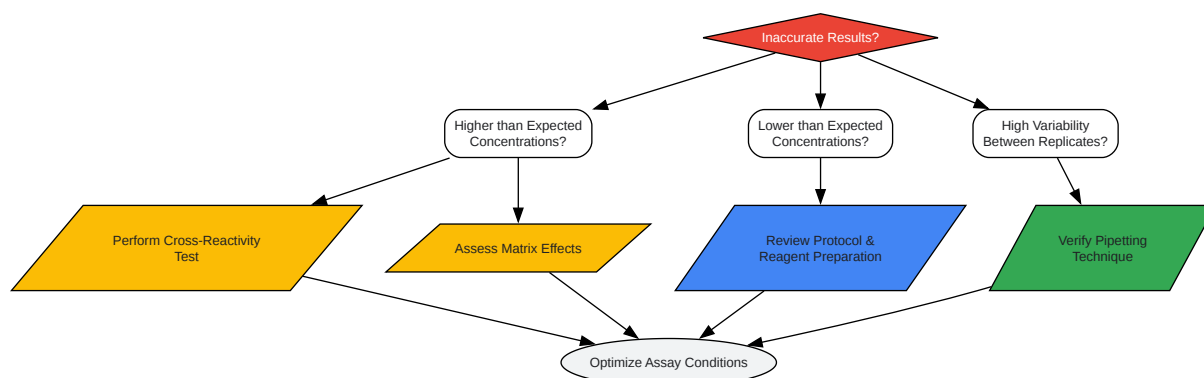 Inaccurate Results?
Higher than Expected
Concentrations?
Lower than Expected
Concentrations?
High Variability
Between Replicates?
Perform Cross-Reactivity
Test
Assess Matrix Effects
Review Protocol &
Reagent Preparation
Verify Pipetting
Technique
Optimize Assay Conditions